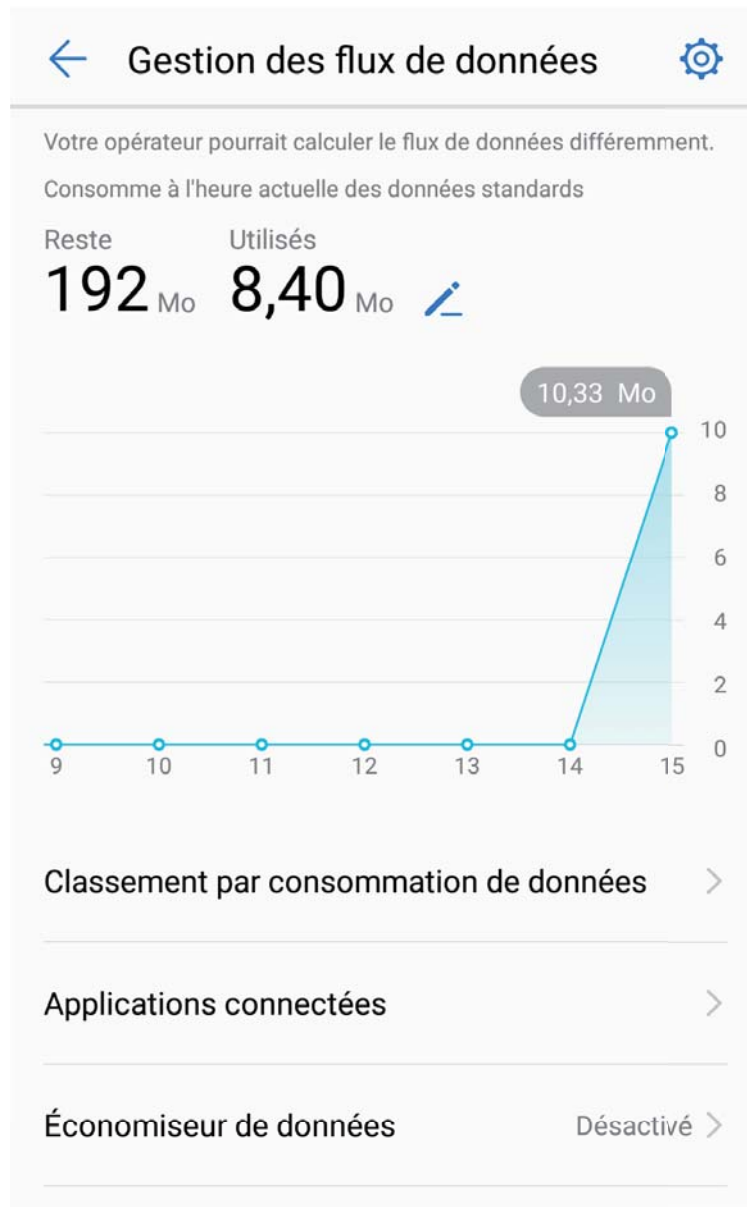 Gestion des flux de données
Votre opérateur pourrait calculer le flux de données différemment.
Consomme à l'heure actuelle des données standards
Reste Utilisés
192 Mo 8,40 Mo
10,33 Mo
10
8
6
4
2
0
9 10 11 12 13 14 15
Classement par consommation de données
Applications connectées
Économiseur de données Désactivé